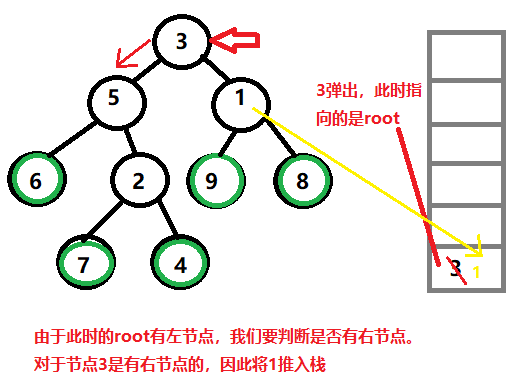 3
5
1
6
2
9
8
7
4
3弹出，此时指
向的是root
3 1
由于此时的root有左节点，我们要判断是否有右节点。
对于节点3是有右节点的，因此将1推入栈